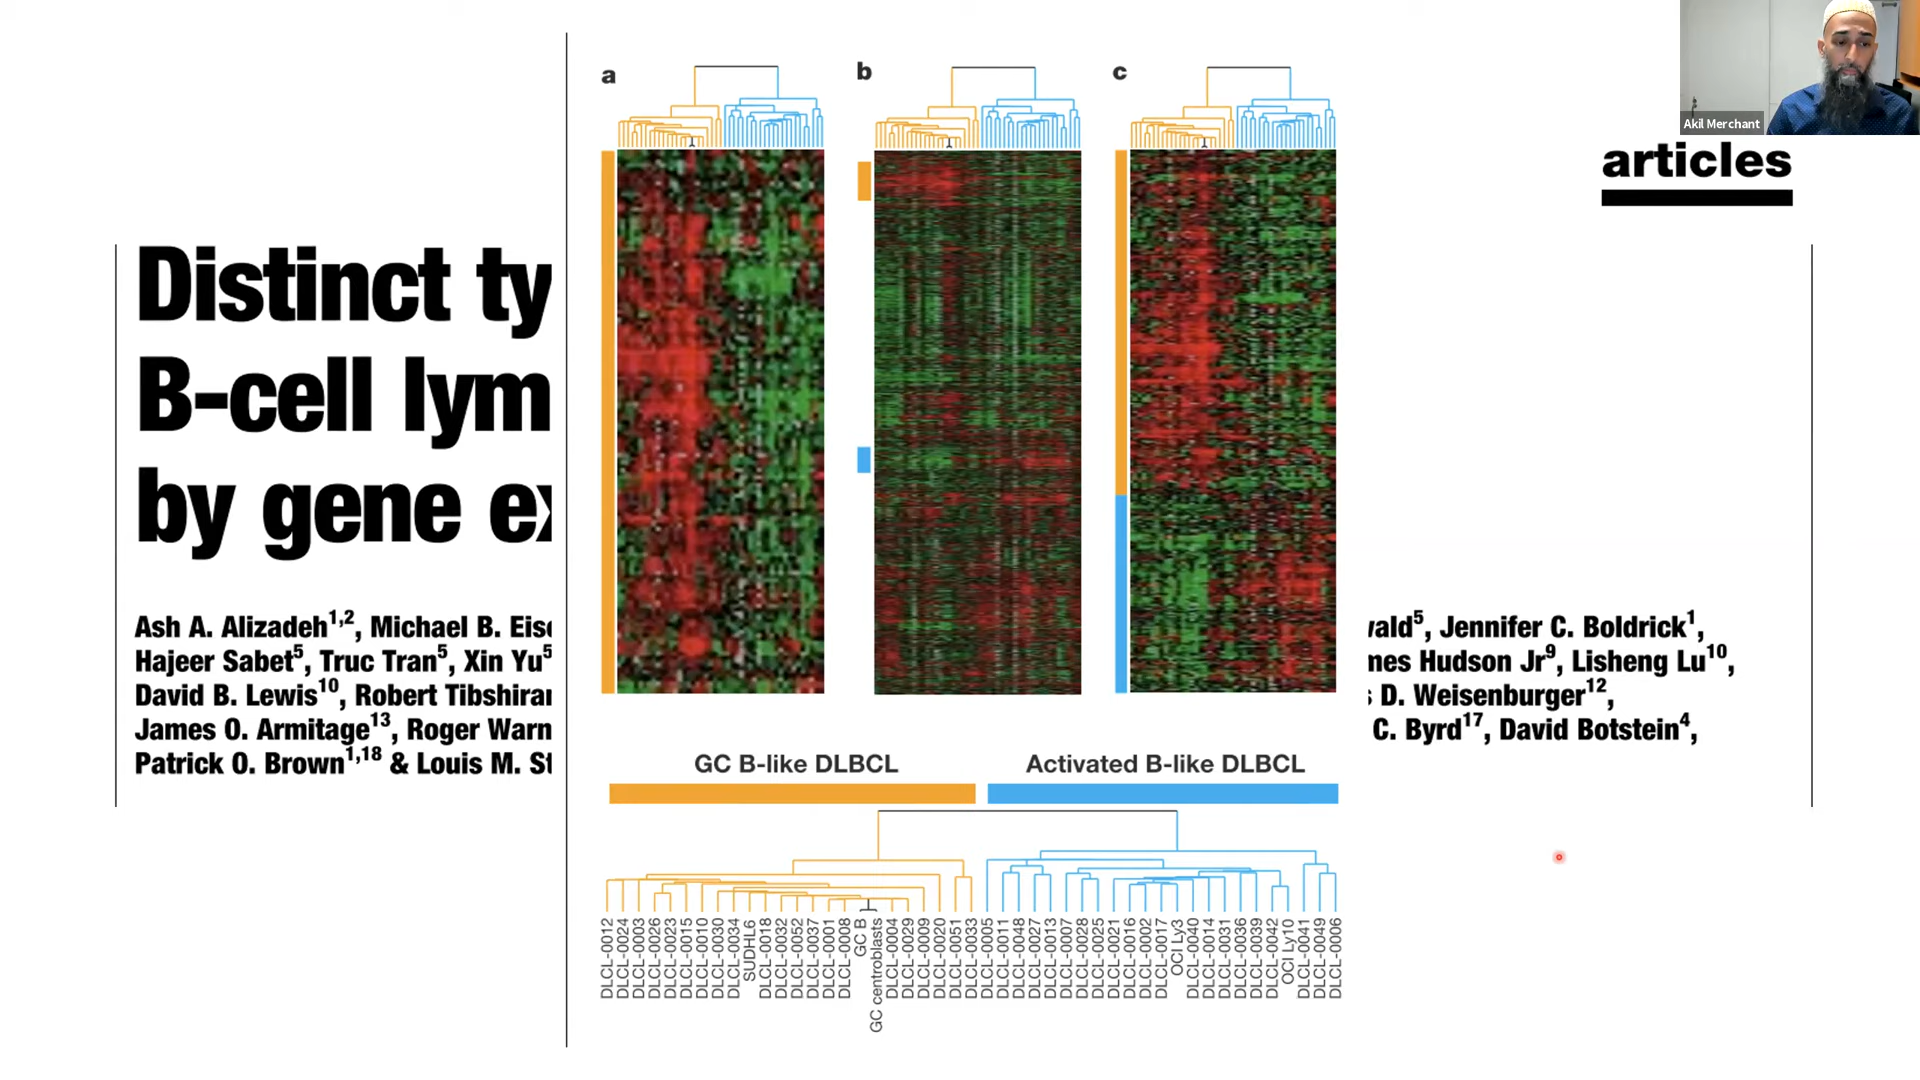 Akil Merchant
articles
a
b
c
Distinct ty
B-cell lym
by gene ex
Ash A. Alizadeh1,2, Michael B. Eise
Hajeer Sabet5, Truc Tran5, Xin Yu5
David B. Lewis10, Robert Tibshiran
James O. Armitage13, Roger Warn
Patrick O. Brown1,18 & Louis M. St
vald5, Jennifer C. Boldrick1,
nes Hudson Jr9, Lisheng Lu10,
s D. Weisenburger12,
C. Byrd17, David Botstein4,
GC B-like DLBCL
Activated B-like DLBCL
DLCL-0012
DLCL-0024
DLCL-0003
DLCL-0026
DLCL-0023
DLCL-0015
DLCL-0010
DLCL-0030
DLCL-0034
SUDHL6
DLCL-0018
DLCL-0032
DLCL-0052
DLCL-0037
DLCL-0001
DLCL-0008
GC B
GC centroblasts
DLCL-0004
DLCL-0029
DLCL-0009
DLCL-0020
DLCL-0051
DLCL-0033
DLCL-0005
DLCL-0011
DLCL-0048
DLCL-0027
DLCL-0013
DLCL-0007
DLCL-0028
DLCL-0025
DLCL-0021
DLCL-0016
DLCL-0002
DLCL-0017
OCI Ly3
DLCL-0040
DLCL-0014
DLCL-0031
DLCL-0036
DLCL-0039
DLCL-0042
OCI Ly10
DLCL-0041
DLCL-0049
DLCL-0006